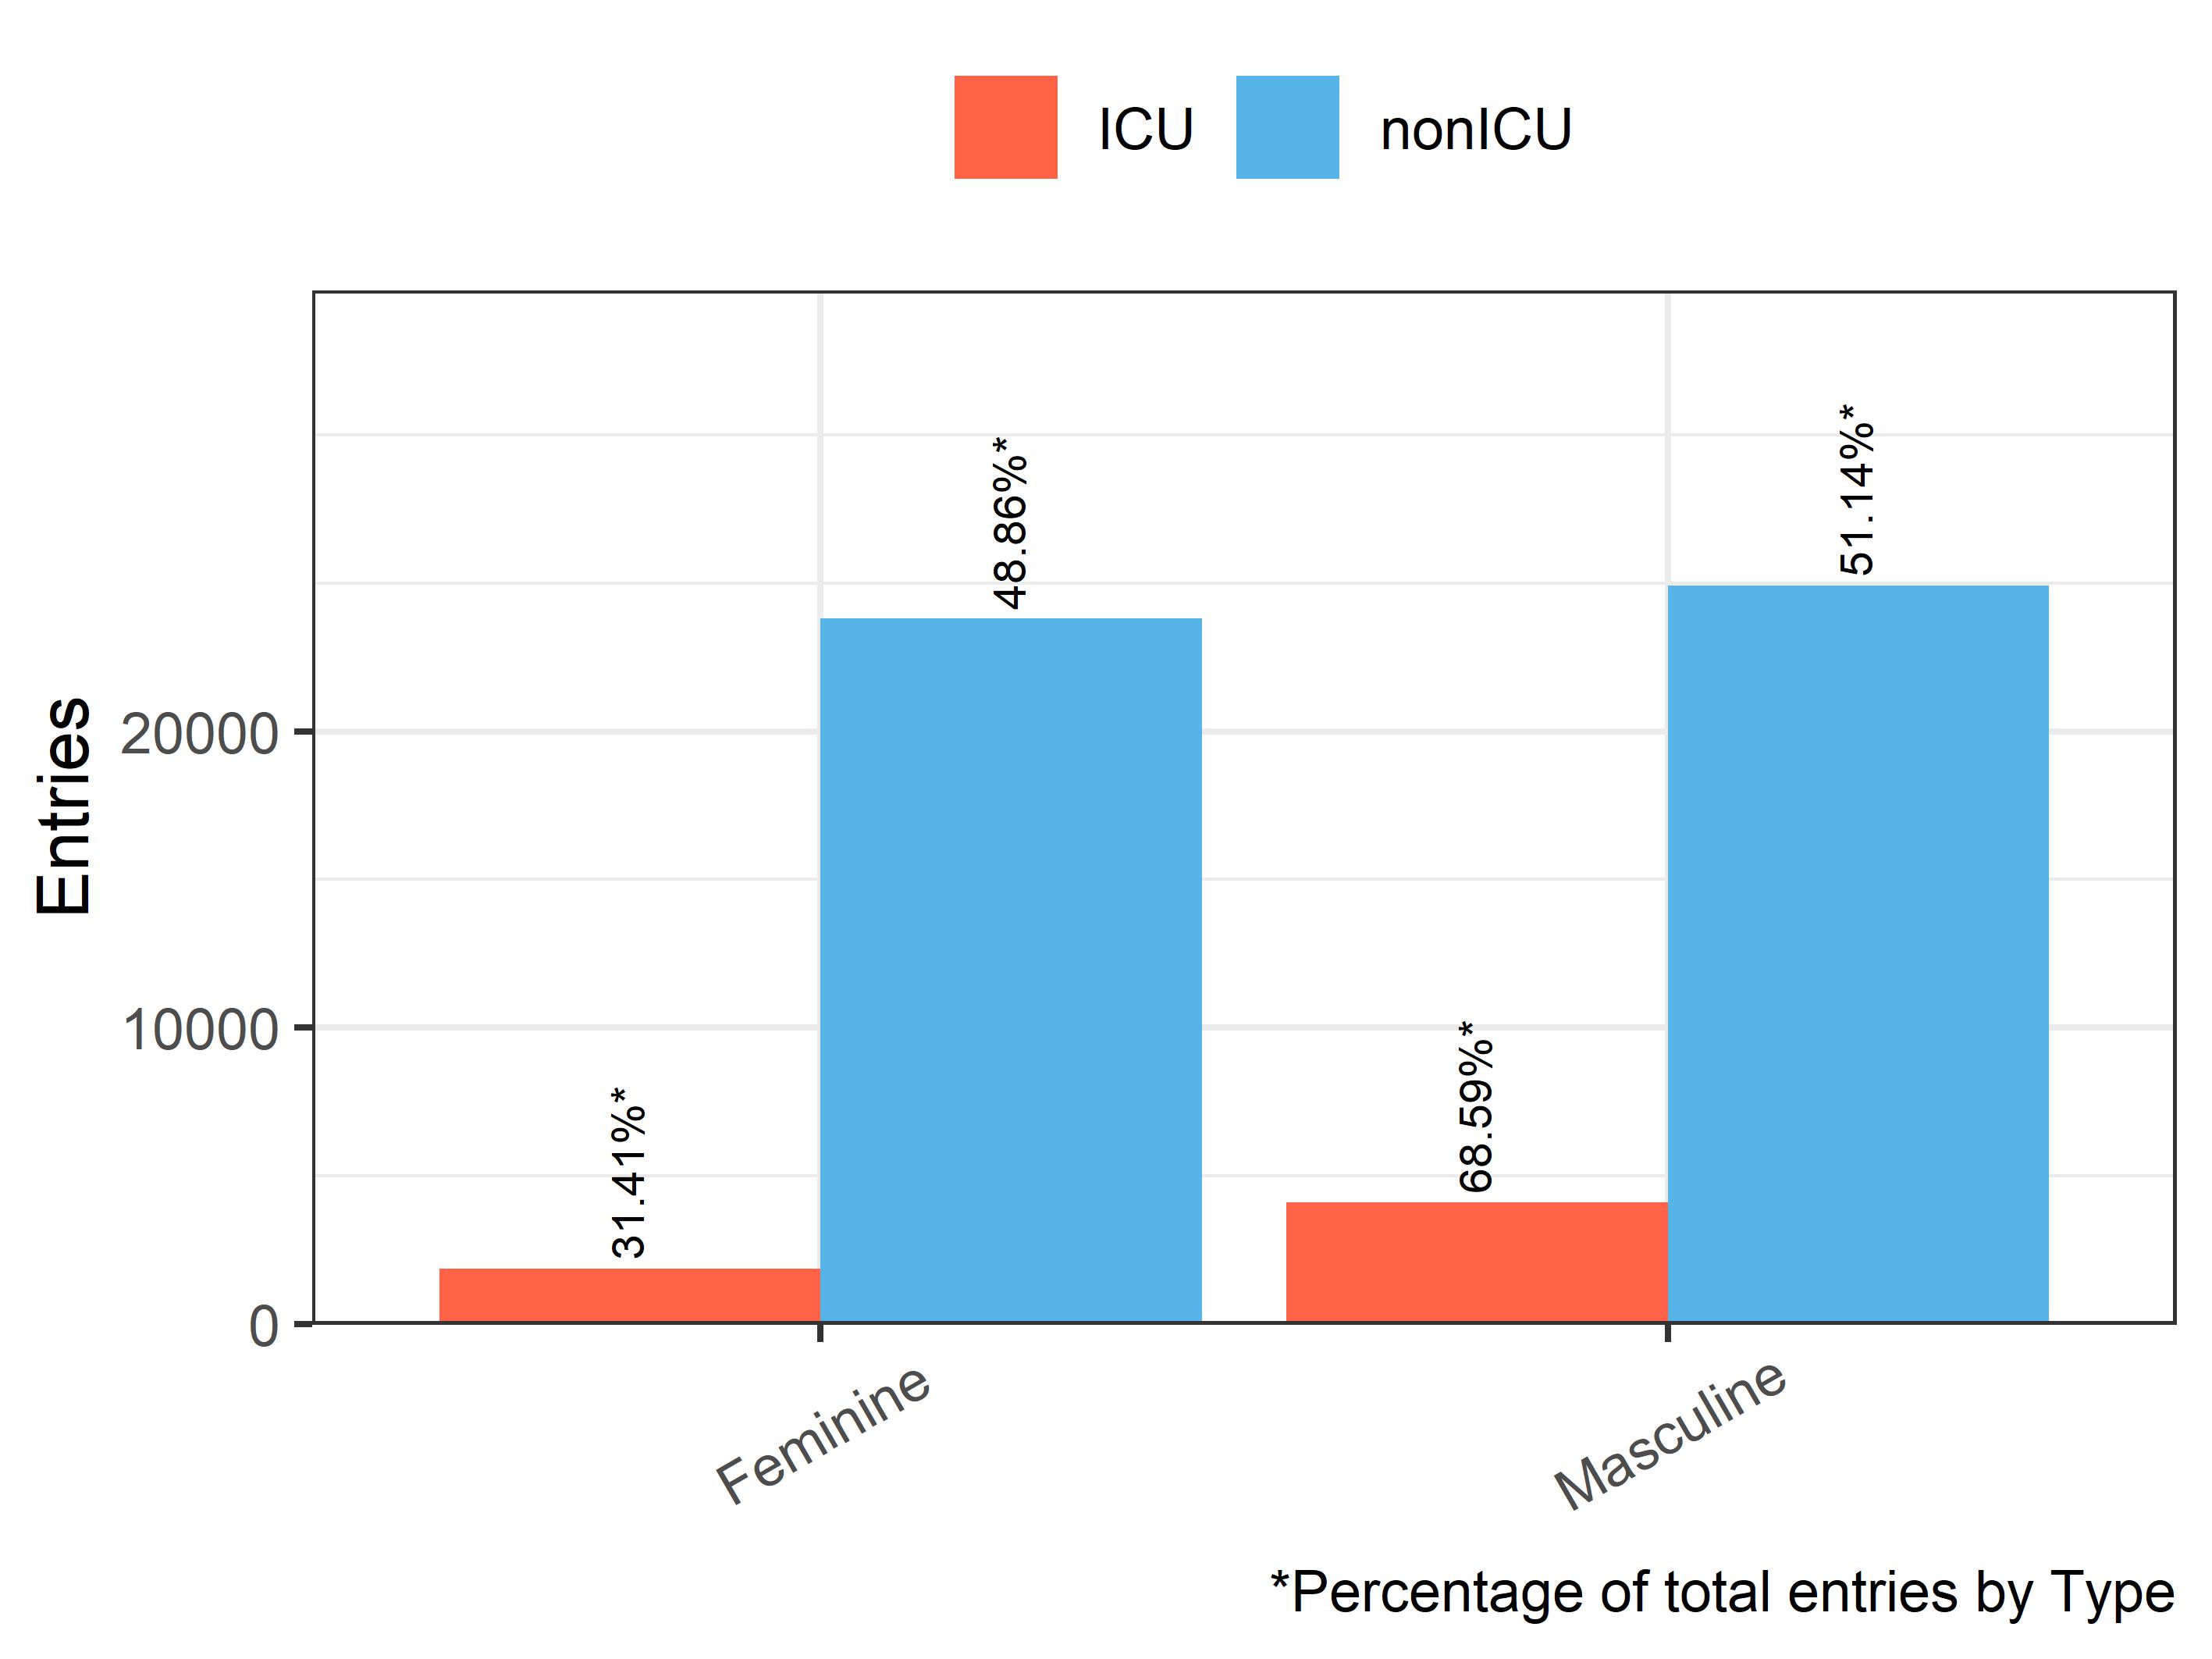 ICU nonICU
Entries
20000
10000
0
31.41%*
48.86%*
68.59%*
51.14%*
Feminine
Masculine
*Percentage of total entries by Type